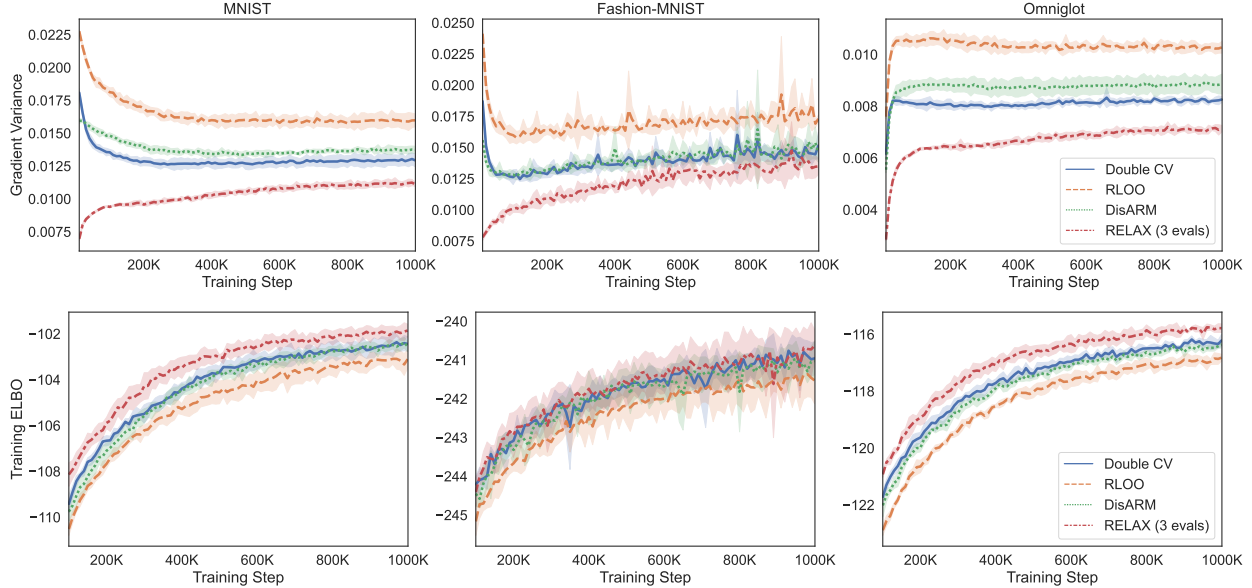 MNIST
Fashion-MNIST
Omniglot
Gradient Variance
0.0225
0.0200
0.0175
0.0150
0.0125
0.0100
0.0075
200K 400K 600K 800K 1000K
Training Step
0.0250
0.0225
0.0200
0.0175
0.0150
0.0125
0.0100
0.0075
200K 400K 600K 800K 1000K
Training Step
0.010
0.008
0.006
0.004
200K 400K 600K 800K 1000K
Training Step
Double CV
RLOO
DisARM
RELAX (3 evals)
Training ELBO
−102
−104
−106
−108
−110
200K 400K 600K 800K 1000K
Training Step
−240
−241
−242
−243
−244
−245
200K 400K 600K 800K 1000K
Training Step
−116
−118
−120
−122
200K 400K 600K 800K 1000K
Training Step
Double CV
RLOO
DisARM
RELAX (3 evals)